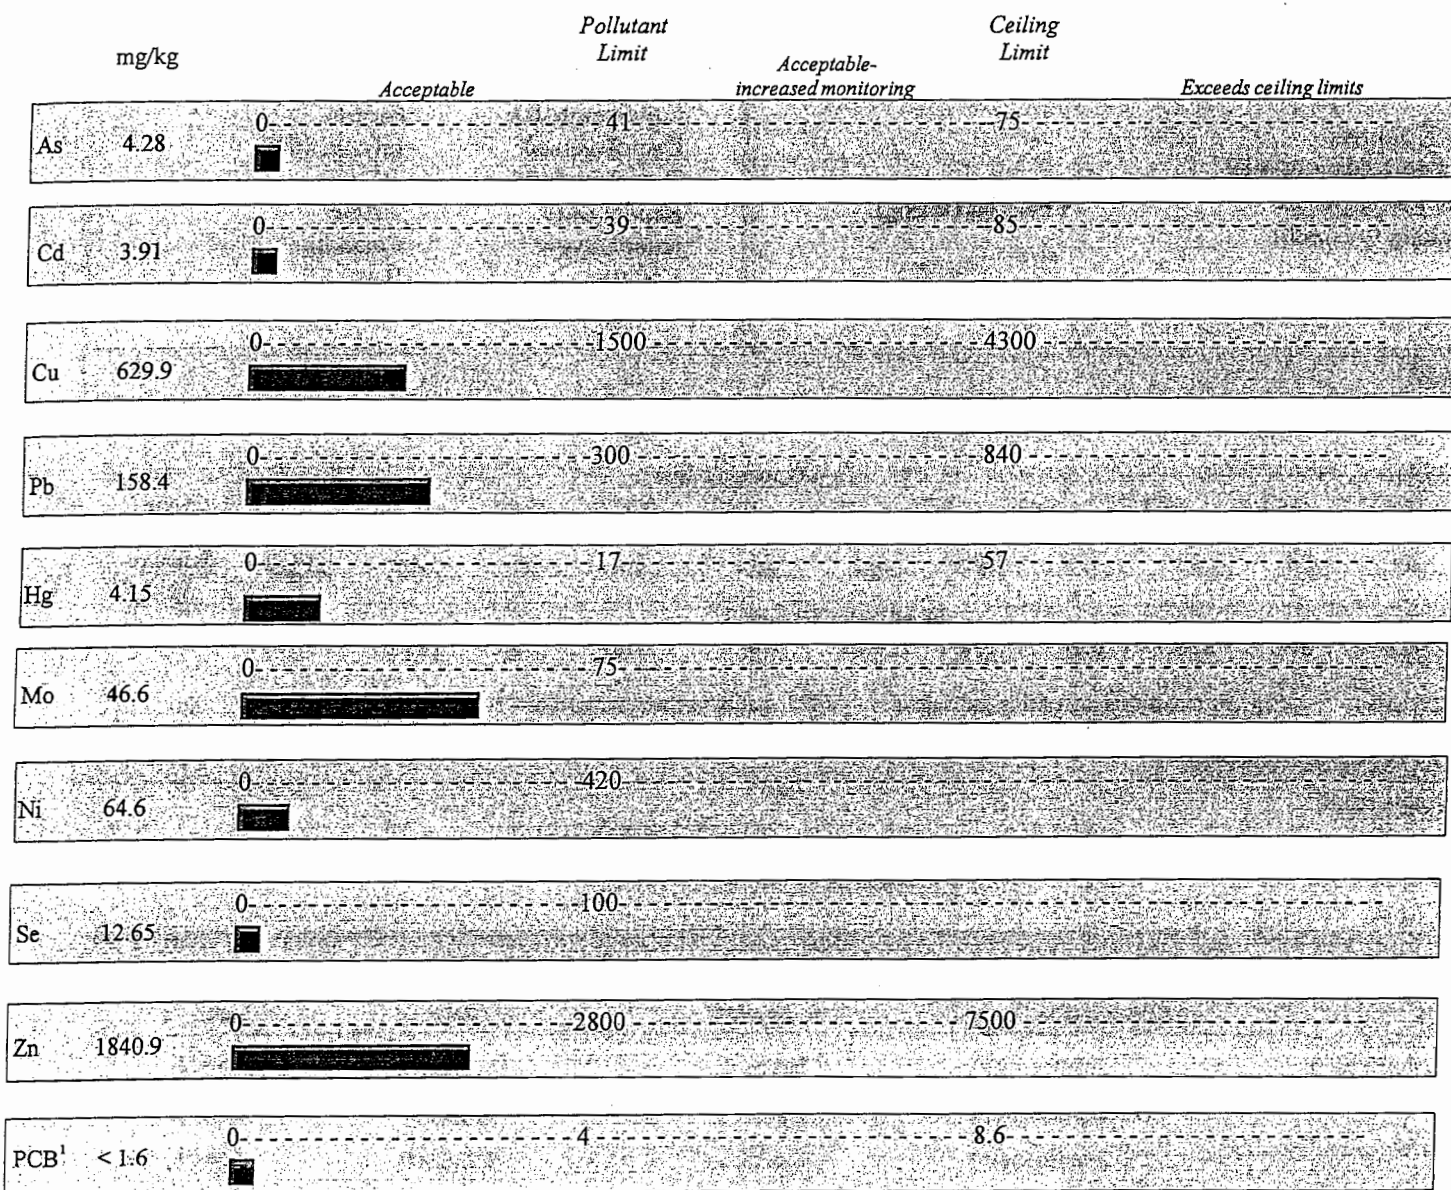 mg/kg
Pollutant
Limit
Ceiling
Limit
Acceptable
Acceptable-
increased monitoring
Exceeds ceiling limits
As 4.28 0 41 75
Cd 3.91 0 39 85
Cu 629.9 0 1500 4300
Pb 158.4 0 300 840
Hg 4.15 0 17 57
Mo 46.6 0 75
Ni 64.6 0 420
Se 12.65 0 100
Zn 1840.9 0 2800 7500
PCB¹ < 1.6 0 4 8.6